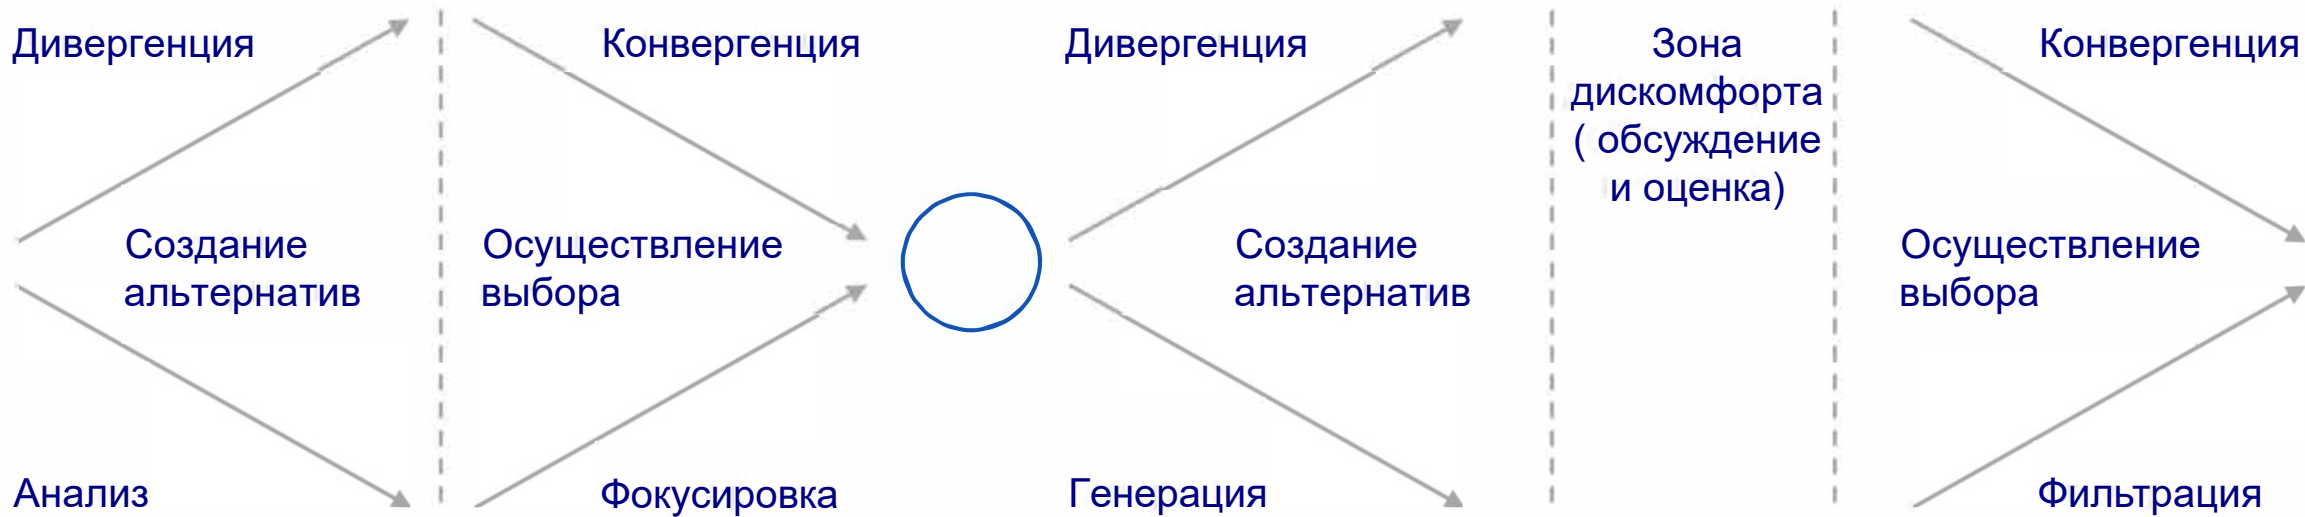 Дивергенция
Конвергенция
Дивергенция
Зона
дискомфорта
( обсуждение
и оценка)
Конвергенция
Создание
альтернатив
Осуществление
выбора
Создание
альтернатив
Осуществление
выбора
Анализ
Фокусировка
Генерация
Фильтрация